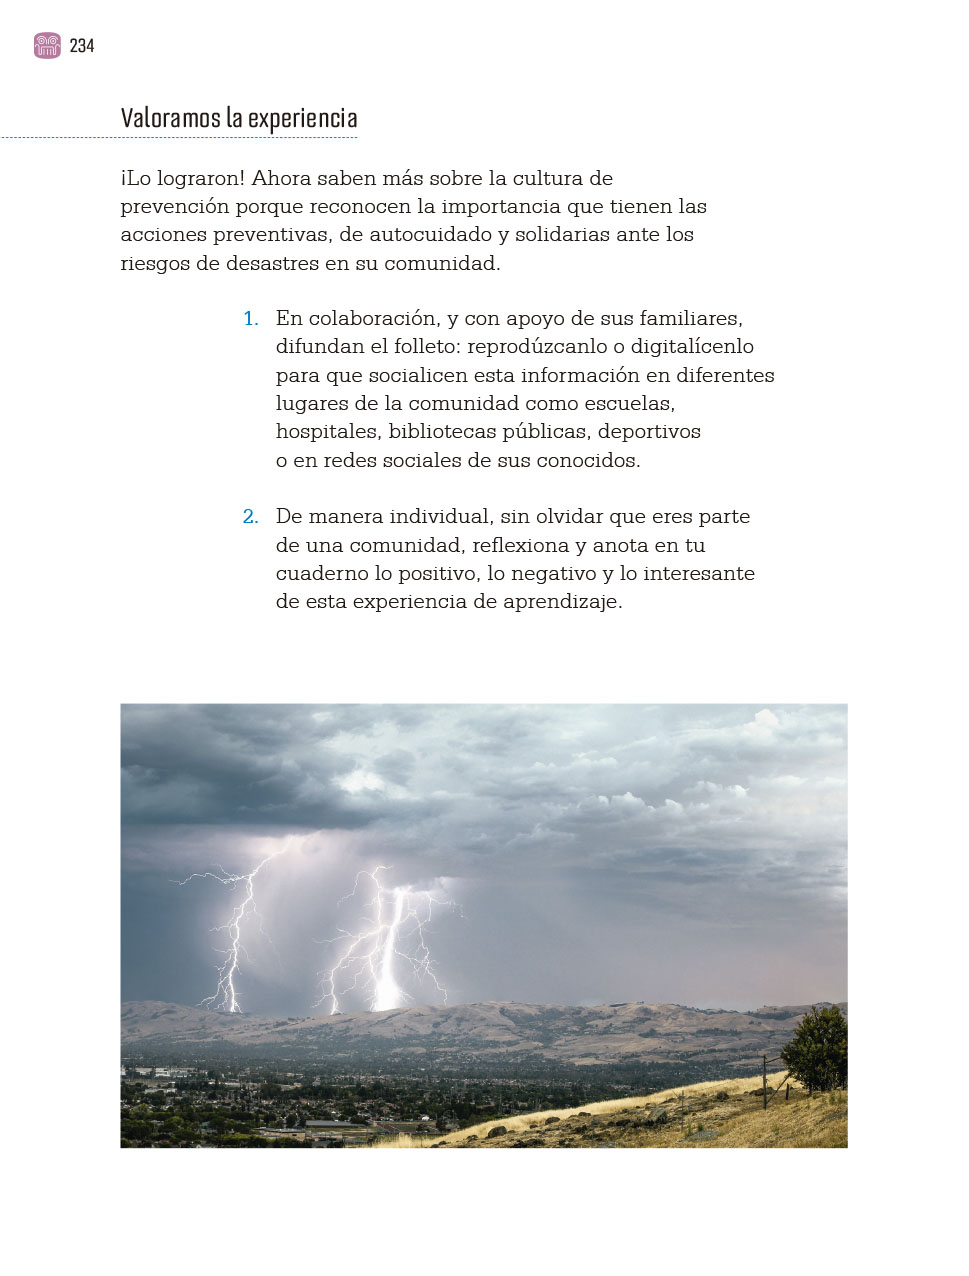 234
Valoramos la experiencia
¡Lo lograron! Ahora saben más sobre la cultura de
prevención porque reconocen la importancia que tienen las
acciones preventivas, de autocuidado y solidarias ante los
riesgos de desastres en su comunidad.
1. En colaboración, y con apoyo de sus familiares,
difundan el folleto: reprodúzcanlo o digitalícenlo
para que socialicen esta información en diferentes
lugares de la comunidad como escuelas,
hospitales, bibliotecas públicas, deportivos
o en redes sociales de sus conocidos.
2. De manera individual, sin olvidar que eres parte
de una comunidad, reflexiona y anota en tu
cuaderno lo positivo, lo negativo y lo interesante
de esta experiencia de aprendizaje.